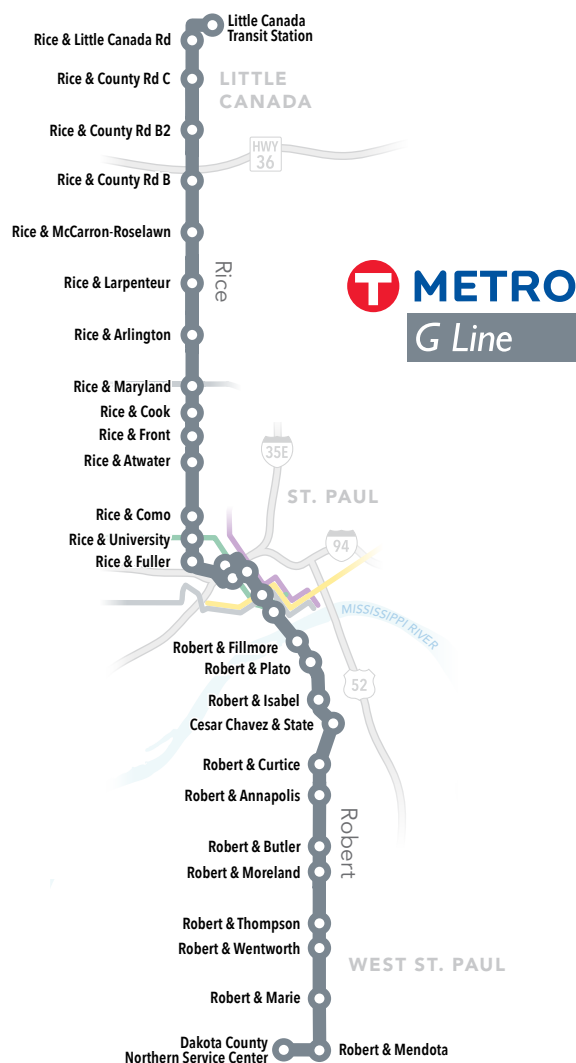 Little Canada
Transit Station
Rice & Little Canada Rd
Rice & County Rd C
LITTLE
CANADA
Rice & County Rd B2
HWY
36
Rice & County Rd B
Rice & McCarron-Roselawn
Rice
Rice & Larpenteur
T METRO
G Line
Rice & Arlington
Rice & Maryland
Rice & Cook
Rice & Front
35E
Rice & Atwater
ST. PAUL
Rice & Como
Rice & University
94
Rice & Fuller
MISSISSIPPI RIVER
Robert & Fillmore
Robert & Plato
52
Robert & Isabel
Cesar Chavez & State
Robert & Curtice
Robert & Annapolis
Robert
Robert & Butler
Robert & Moreland
Robert & Thompson
Robert & Wentworth
WEST ST. PAUL
Robert & Marie
Dakota County
Northern Service Center
Robert & Mendota